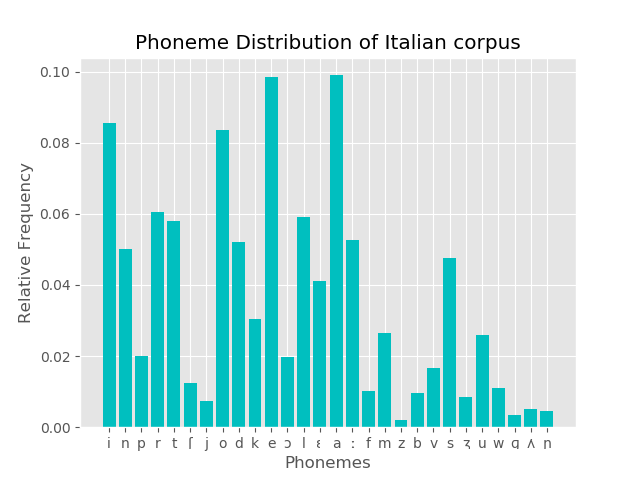 Phoneme Distribution of Italian corpus
Relative Frequency
0.10
0.08
0.06
0.04
0.02
0.00
i n p r t ʃ j o d k e ɔ l ɛ a ː f m z b v s ʒ u w ɡ ʎ ɲ
Phonemes